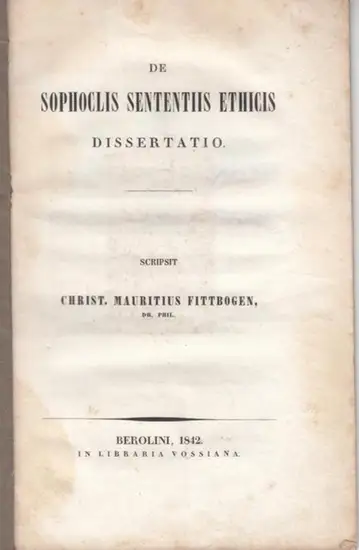 DE
SOPHOCLIS SENTENTIIS ETHICIS
DISSERTATIO.
SCRIPSIT
CHRIST. MAURITIUS FITTBOGEN,
DR. PHIL.
BEROLINI, 1842.
IN LIBRARIA VOSSIANA.